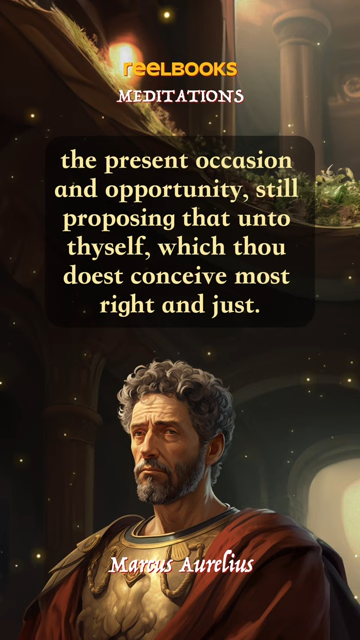 reelBOOKS
MEDITATIONS
the present occasion
and opportunity, still
proposing that unto
thyself, which thou
doest conceive most
right and just.
Marcus Aurelius